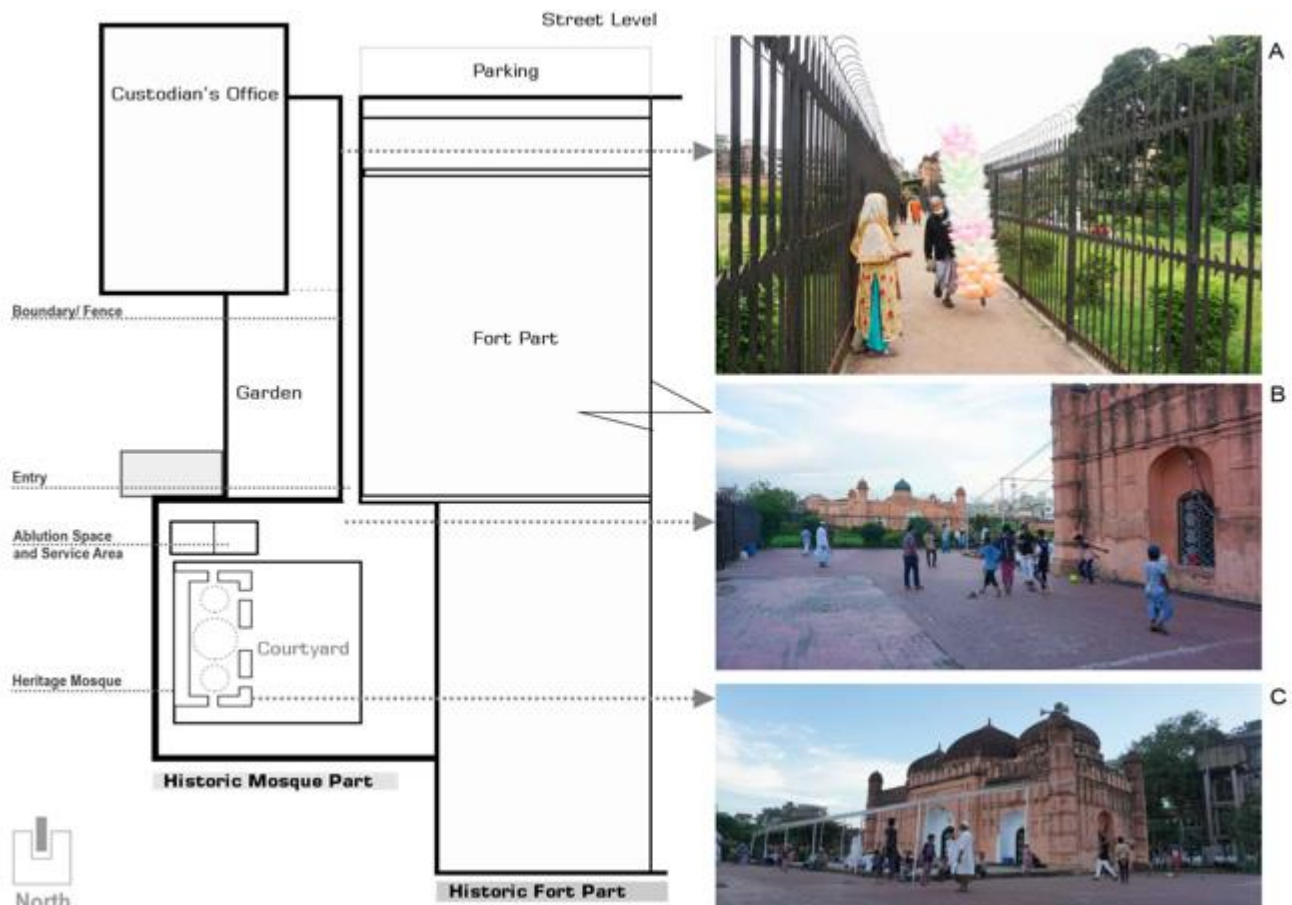 Street Level
Parking
Custodian's Office
Boundary/ Fence
Fort Part
Garden
Entry
Ablution Space
and Service Area
Courtyard
Heritage Mosque
Historic Mosque Part
North
Historic Fort Part
A
B
C